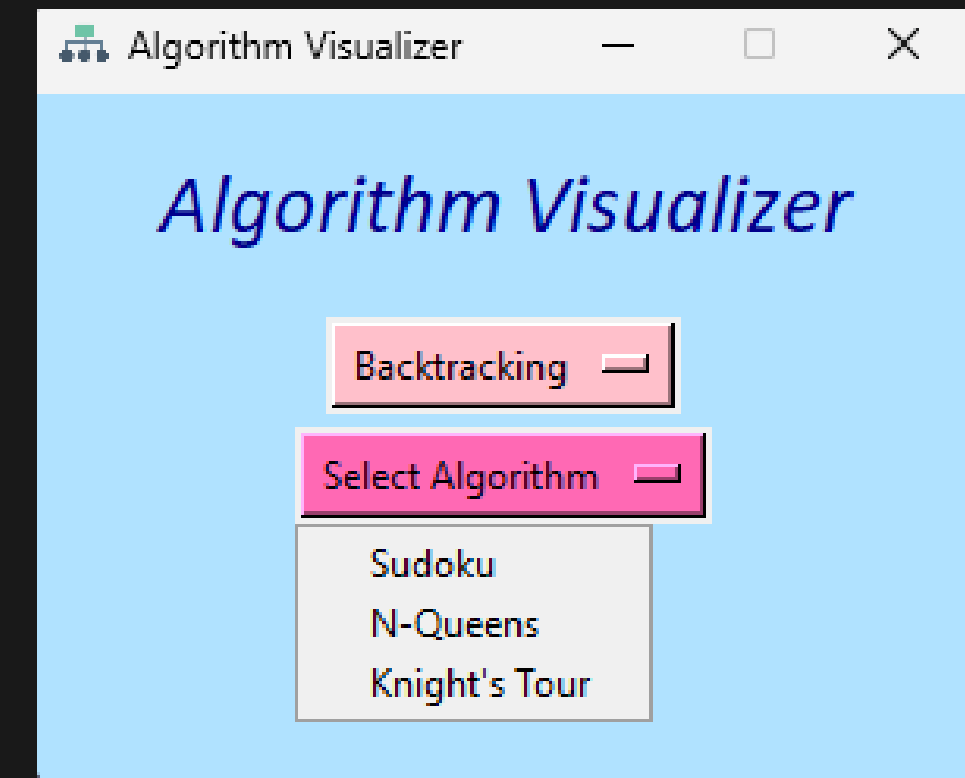 Algorithm Visualizer
Algorithm Visualizer
Backtracking
Select Algorithm
Sudoku
N-Queens
Knight's Tour